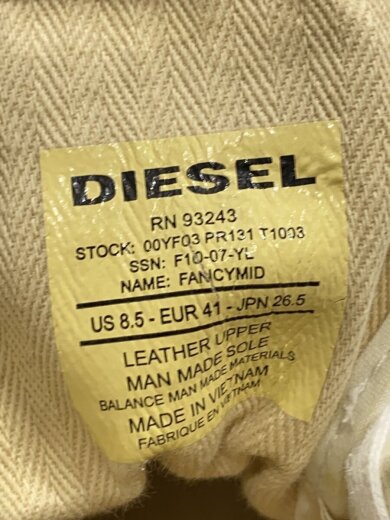 DIESEL
RN 93243
STOCK: 00YF03 PR131 T1003
SSN: F10-07-YL
NAME: FANCYMID
US 8.5 - EUR 41 - JPN 26.5
LEATHER UPPER
MAN MADE SOLE
BALANCE MAN MADE MATERIALS
MADE IN VIETNAM
FABRIQUE EN VIETNAM